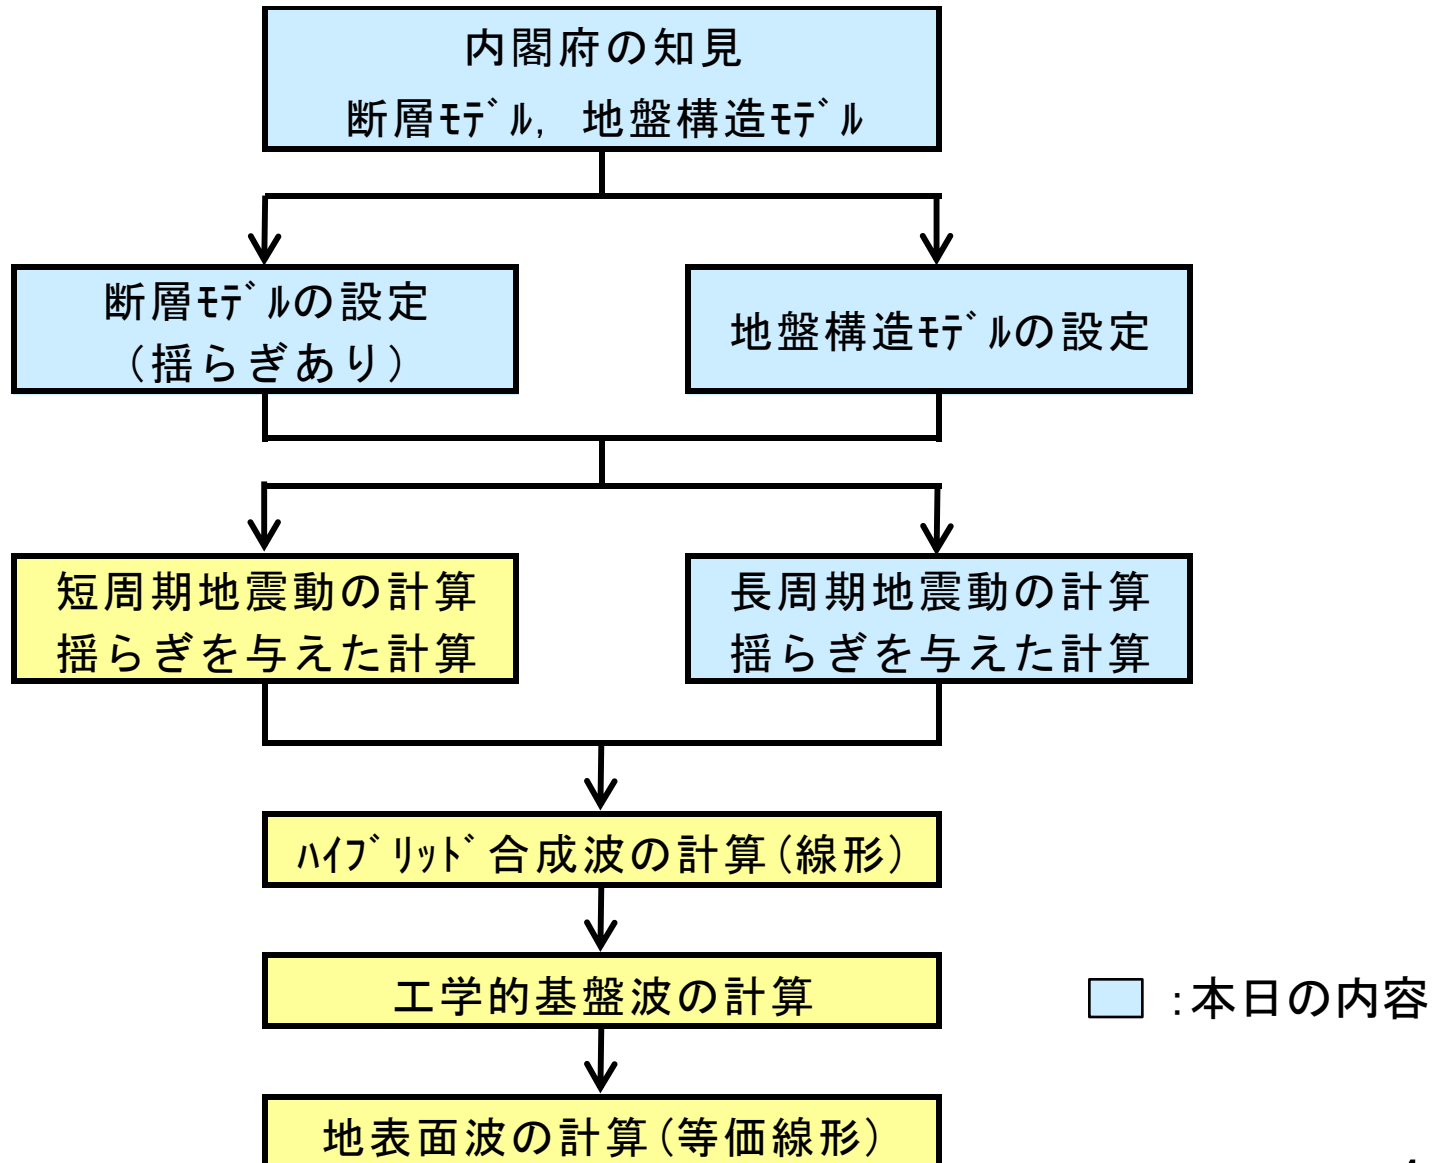 内閣府の知見
断層ﾓﾃﾞﾙ, 地盤構造ﾓﾃﾞﾙ
断層ﾓﾃﾞﾙの設定
(揺らぎあり)
地盤構造ﾓﾃﾞﾙの設定
短周期地震動の計算
揺らぎを与えた計算
長周期地震動の計算
揺らぎを与えた計算
ﾊｲﾌﾞﾘｯﾄﾞ合成波の計算(線形)
工学的基盤波の計算
:本日の内容
地表面波の計算(等価線形)